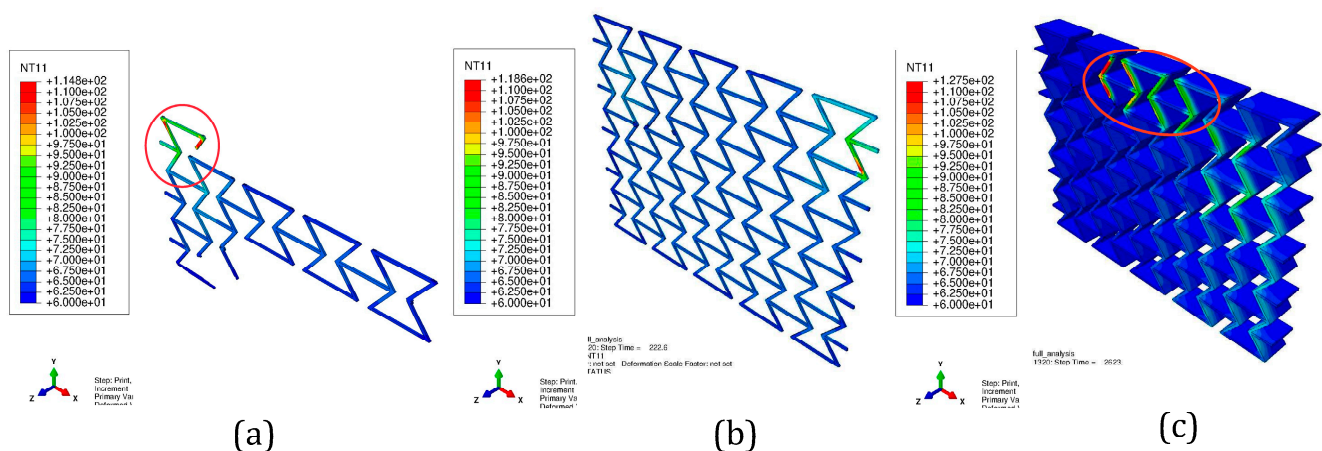 NT11
+1.148e+02
+1.100e+02
+1.075e+02
+1.050e+02
+1.025e+02
+1.000e+02
+9.750e+01
+9.500e+01
+9.250e+01
+9.000e+01
+8.750e+01
+8.500e+01
+8.250e+01
+8.000e+01
+7.750e+01
+7.500e+01
+7.250e+01
+7.000e+01
+6.750e+01
+6.500e+01
+6.250e+01
+6.000e+01
Y
Z
X
Step: Print,
Increment
Primary Va
Deformed
(a)
NT11
+1.186e+02
+1.100e+02
+1.075e+02
+1.050e+02
+1.025e+02
+1.000e+02
+9.750e+01
+9.500e+01
+9.250e+01
+9.000e+01
+8.750e+01
+8.500e+01
+8.250e+01
+8.000e+01
+7.750e+01
+7.500e+01
+7.250e+01
+7.000e+01
+6.750e+01
+6.500e+01
+6.250e+01
+6.000e+01
ll_analysis
20: Step Time = 222.6
NT11
: not set Deformation Scale Factor: not set
TATUS
Y
Z
X
Step: Print.
Increment
Primary Va
Deformed
(b)
NT11
+1.275e+02
+1.100e+02
+1.075e+02
+1.050e+02
+1.025e+02
+1.000e+02
+9.750e+01
+9.500e+01
+9.250e+01
+9.000e+01
+8.750e+01
+8.500e+01
+8.250e+01
+8.000e+01
+7.750e+01
+7.500e+01
+7.250e+01
+7.000e+01
+6.750e+01
+6.500e+01
+6.250e+01
+6.000e+01
full_analysis
1320: Step Time = 2623.
Y
Z
X
Step: Print,
Increment
Primary Va
(c)